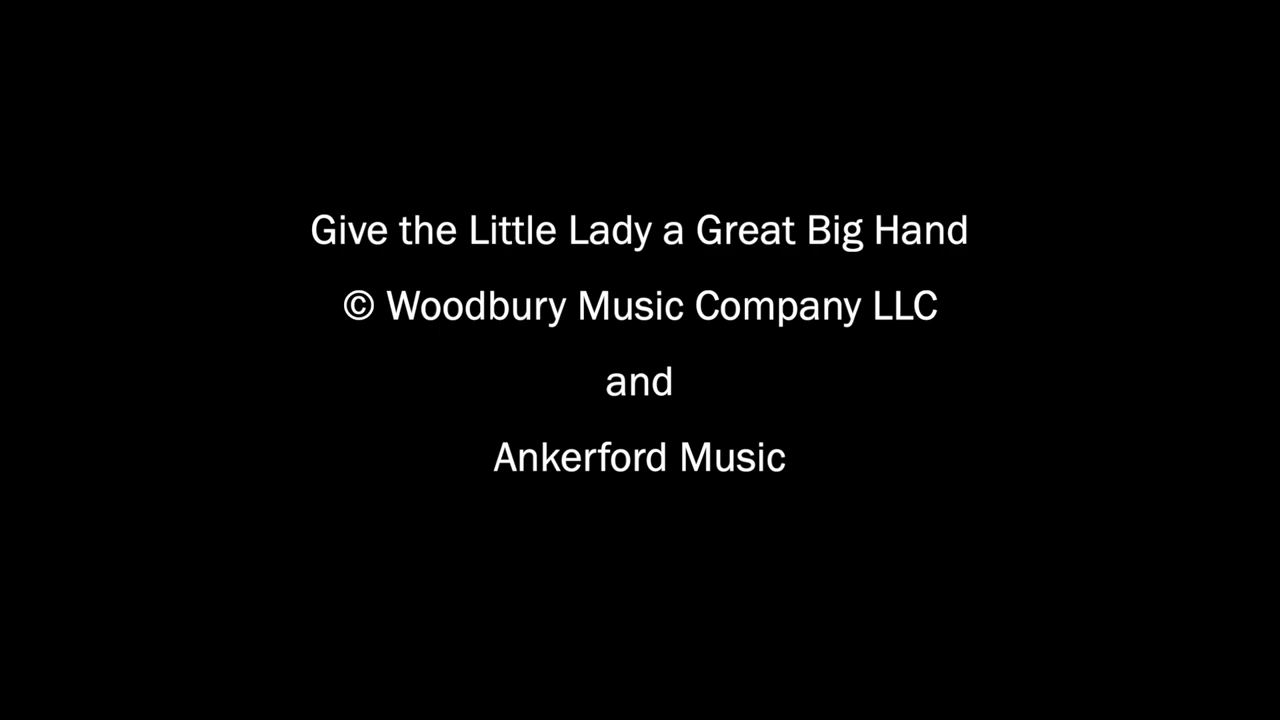 Give the Little Lady a Great Big Hand
© Woodbury Music Company LLC
and
Ankerford Music